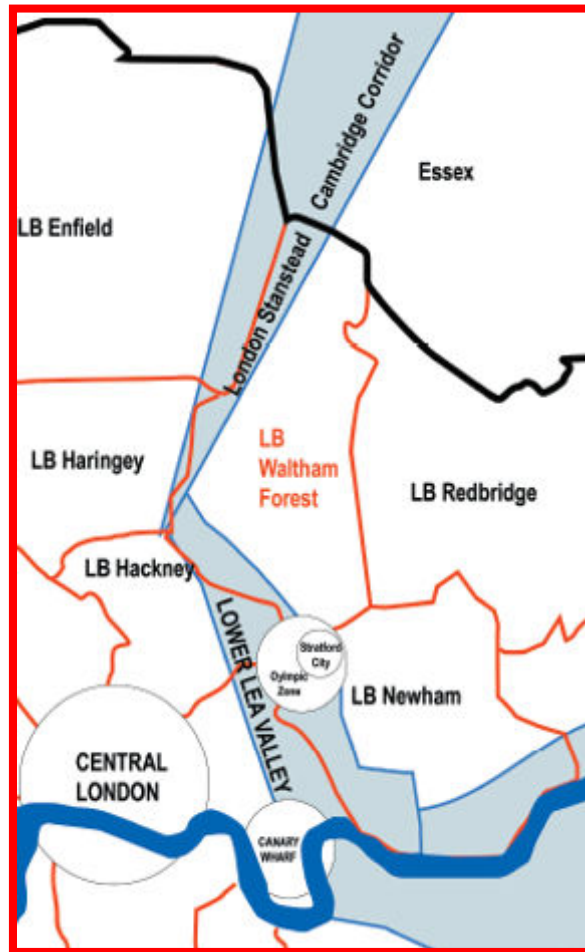 Cambridge Corridor
Essex
LB Enfield
London Stanstead
LB
Waltham
Forest
LB Haringey
LB Redbridge
LB Hackney
LOWER LEA VALLEY
Stratford
City
Oylmpic
Zone
LB Newham
CENTRAL
LONDON
CANARY
WHARF